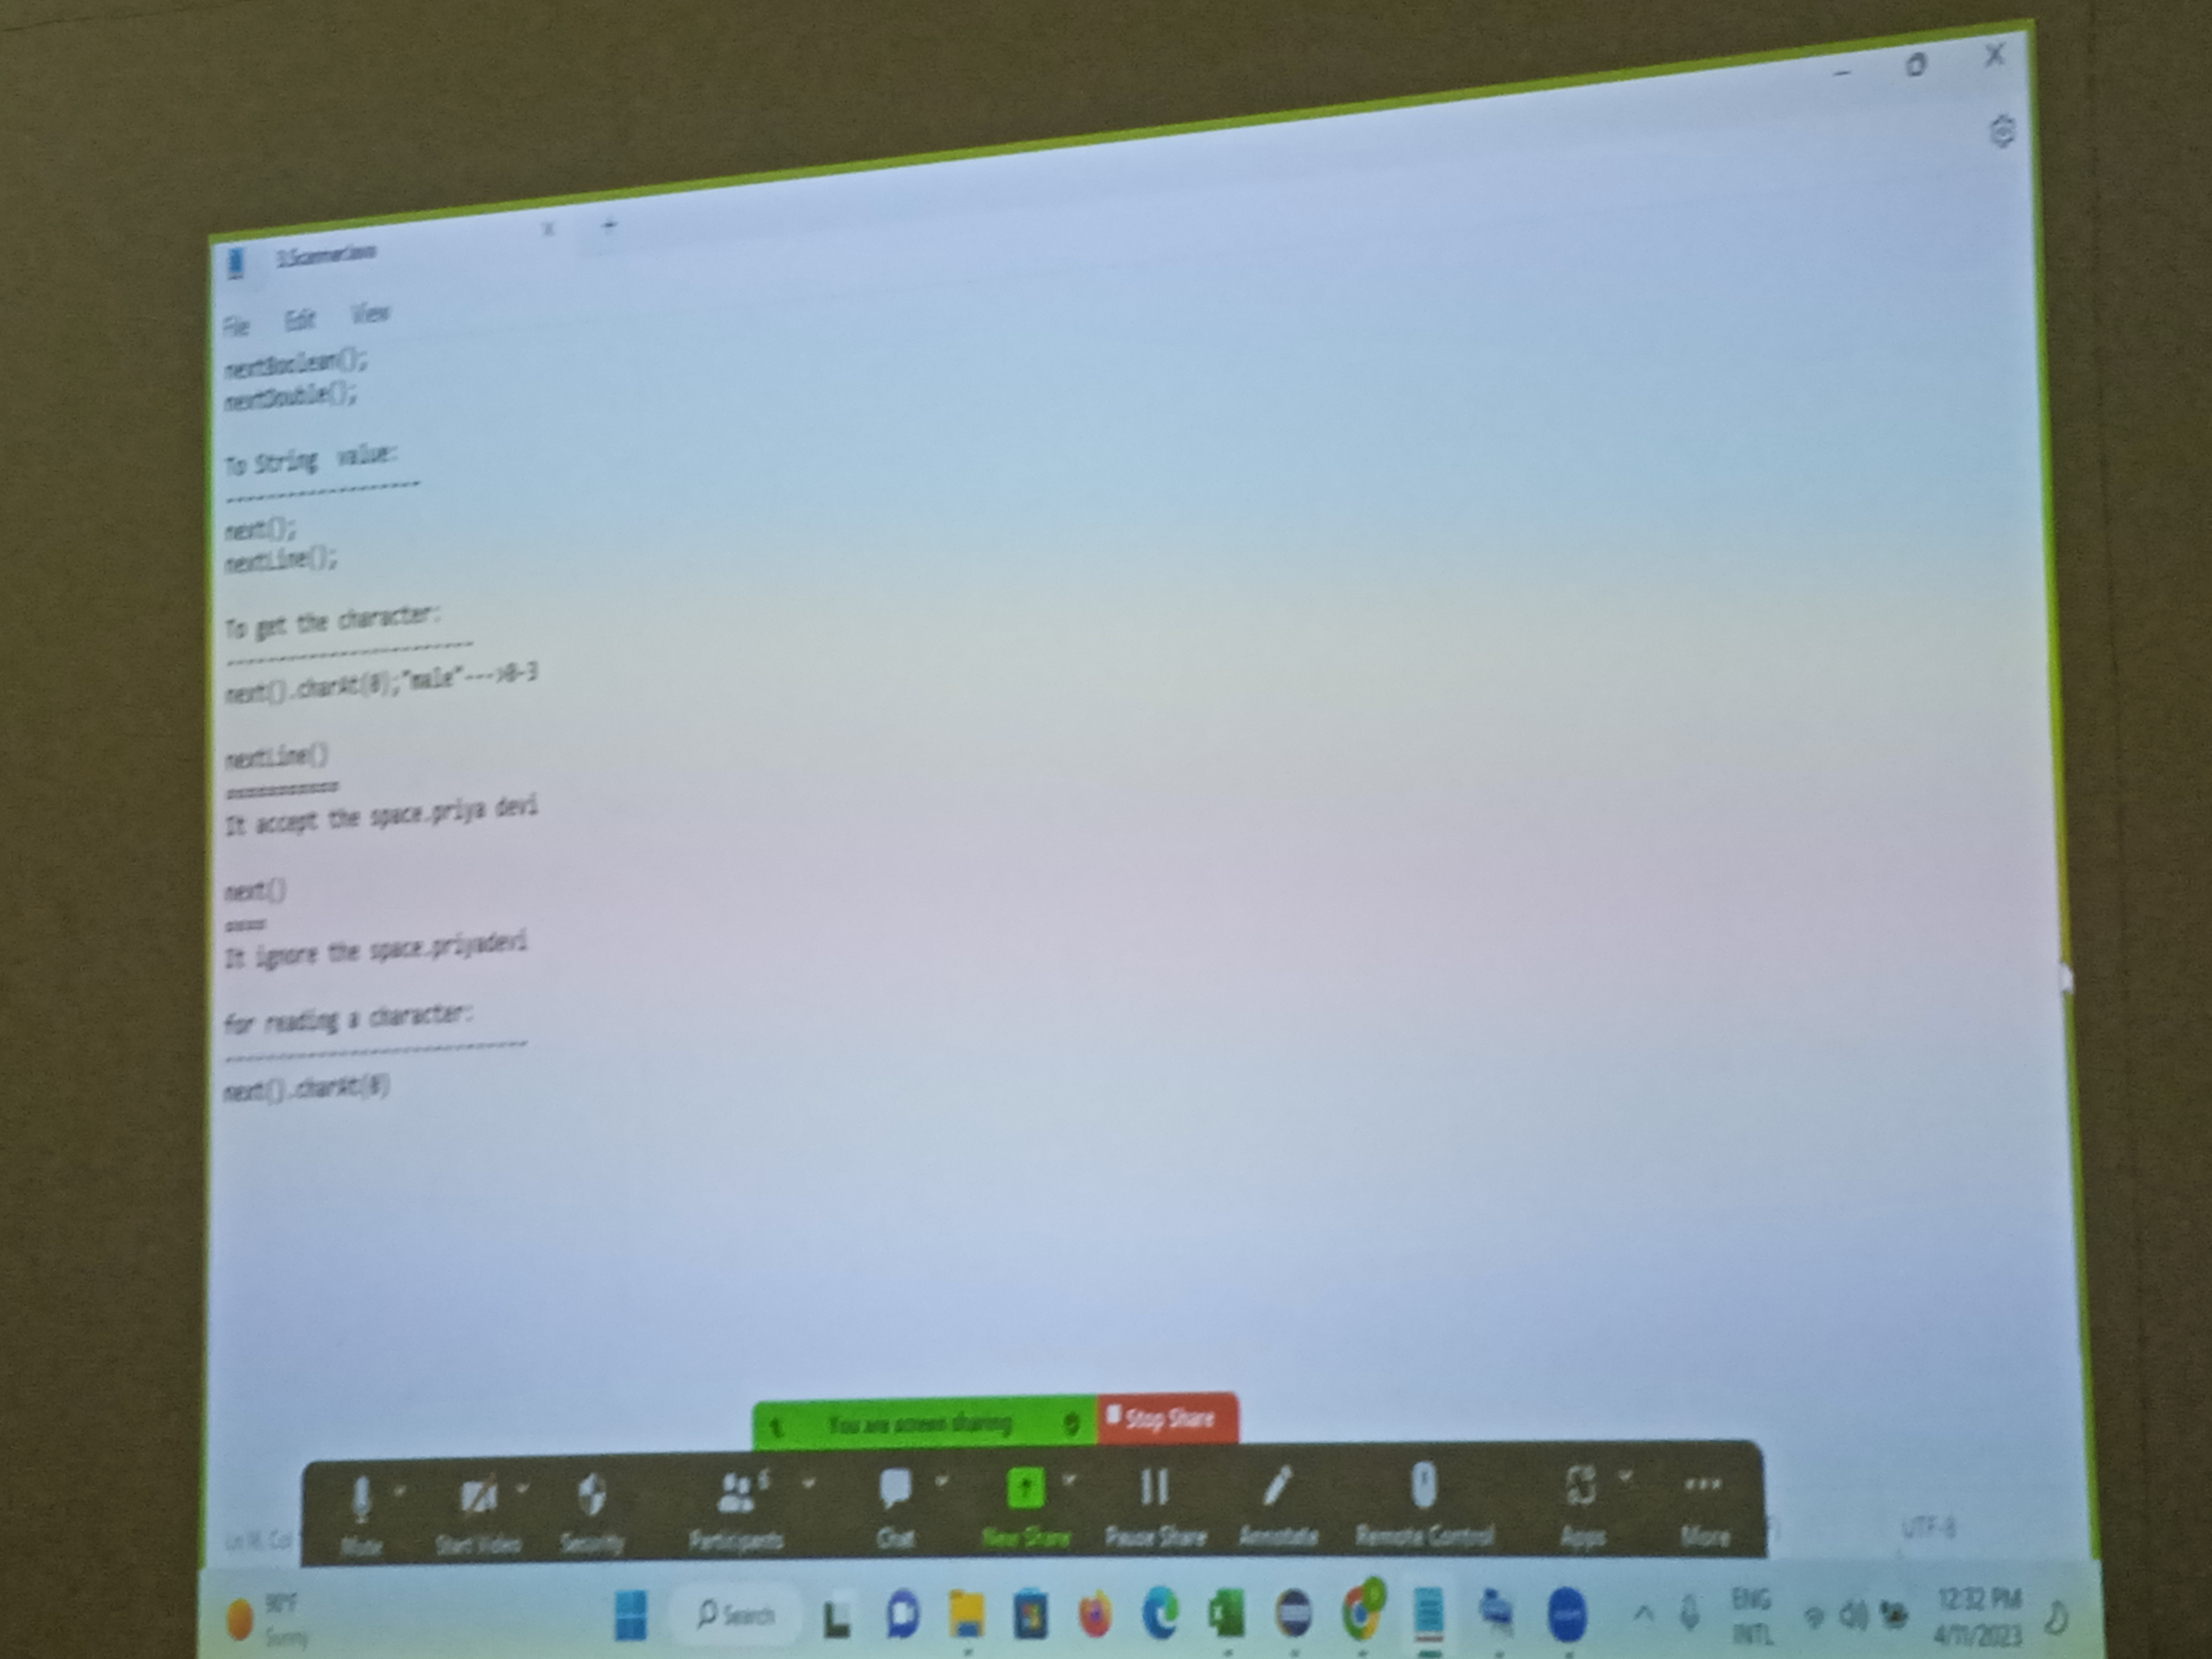 3.Scanner.java
File Edit View
nextBoolean();
nextDouble();
To String value:
--------------------
next();
nextLine();
To get the character:
-------------------------
next().charAt(0);"male"--->0-3
nextLine()
===========
It accept the space.priya devi
next()
====
It ignore the space.priyadevi
for reading a character:
-------------------------------
next().charAt(0)
You are screen sharing Stop Share
Mute Start Video Security Participants 6 Chat New Share Pause Share Annotate Remote Control Apps More
UTF-8
90°F
Sunny
Search
zoom
ENG
INTL
12:32 PM
4/11/2023